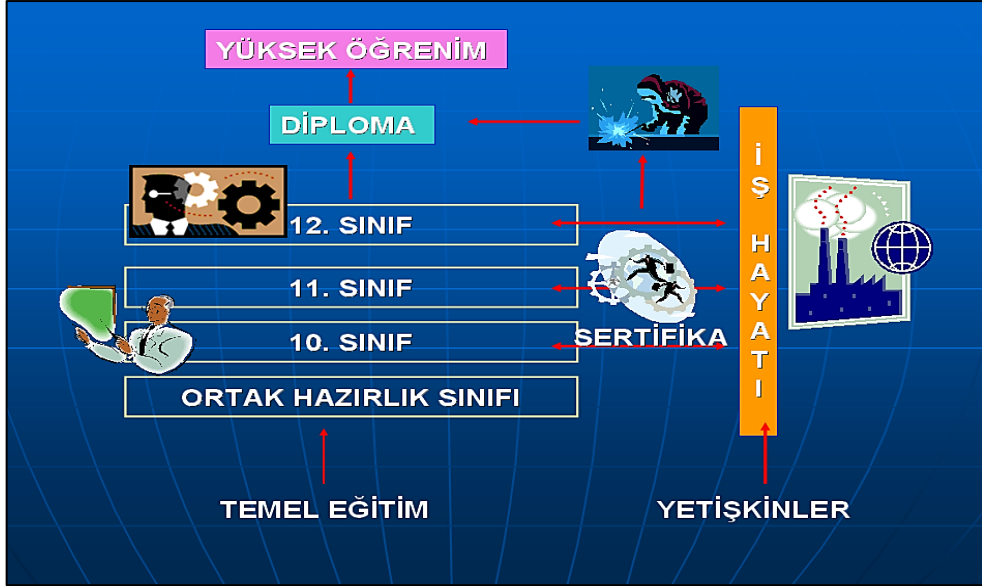 YÜKSEK ÖĞRENİM
DİPLOMA
12. SINIF
11. SINIF
10. SINIF
ORTAK HAZIRLIK SINIFI
SERTİFİKA
İŞ HAYATI
TEMEL EĞİTİM
YETİŞKİNLER